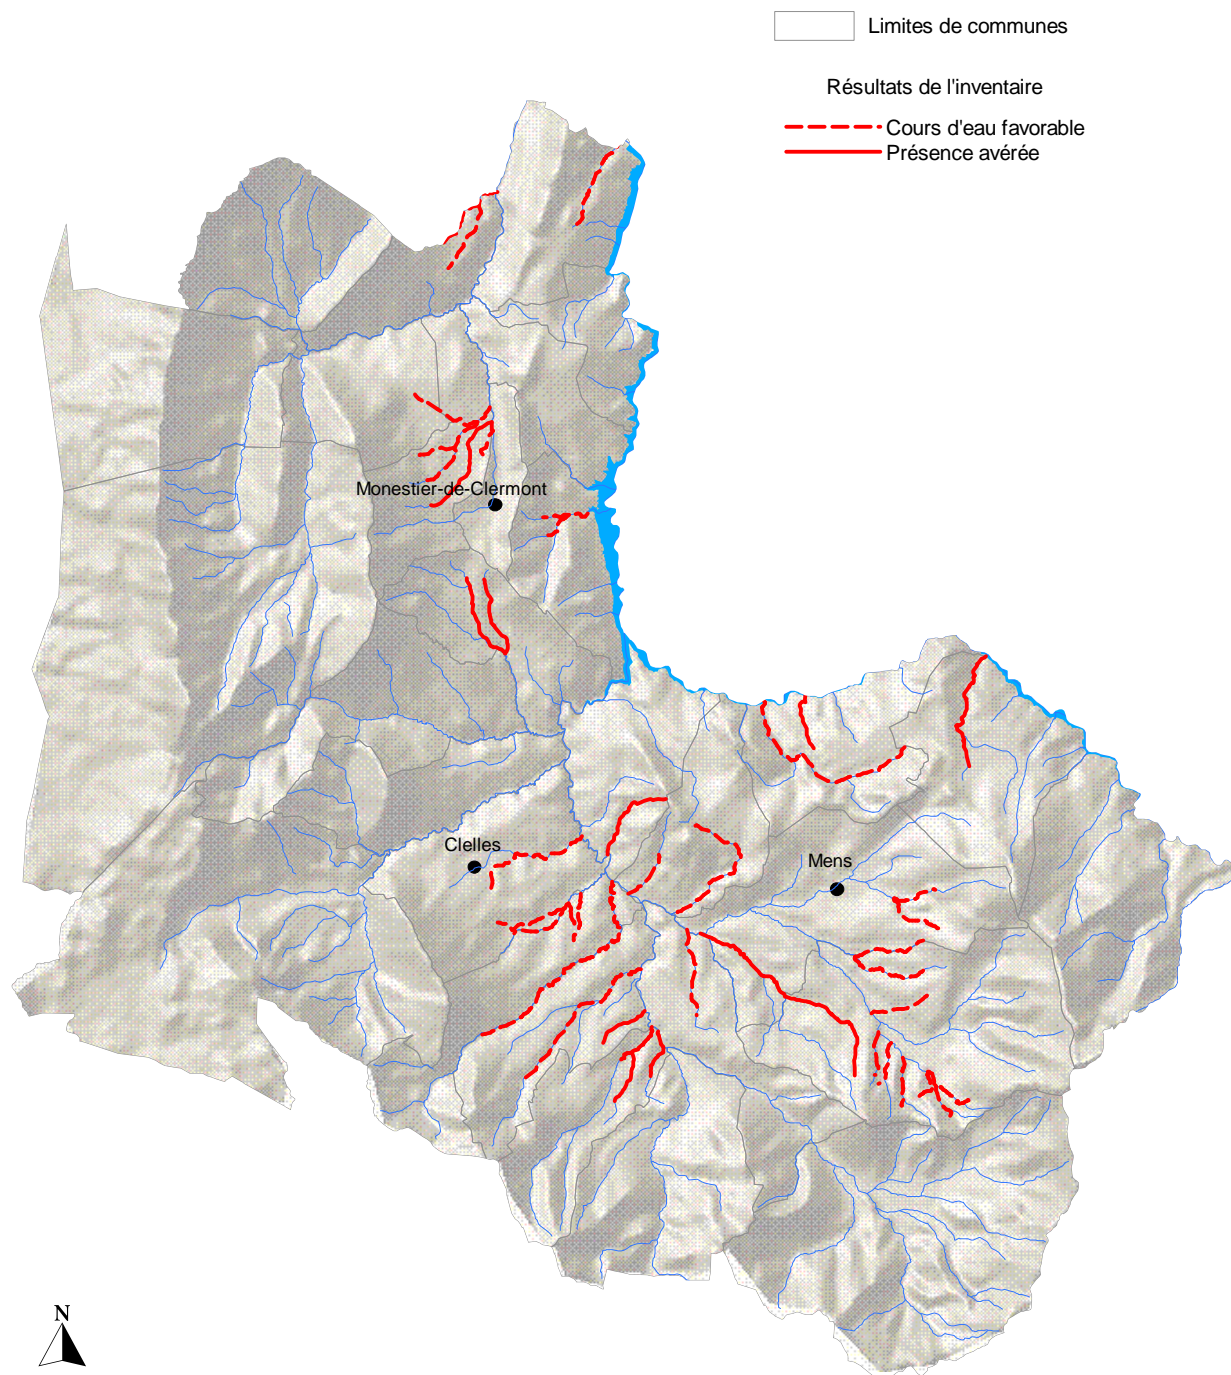 Limites de communes
Résultats de l'inventaire
Cours d'eau favorable
Présence avérée
Monestier-de-Clermont
Clelles
Mens
N